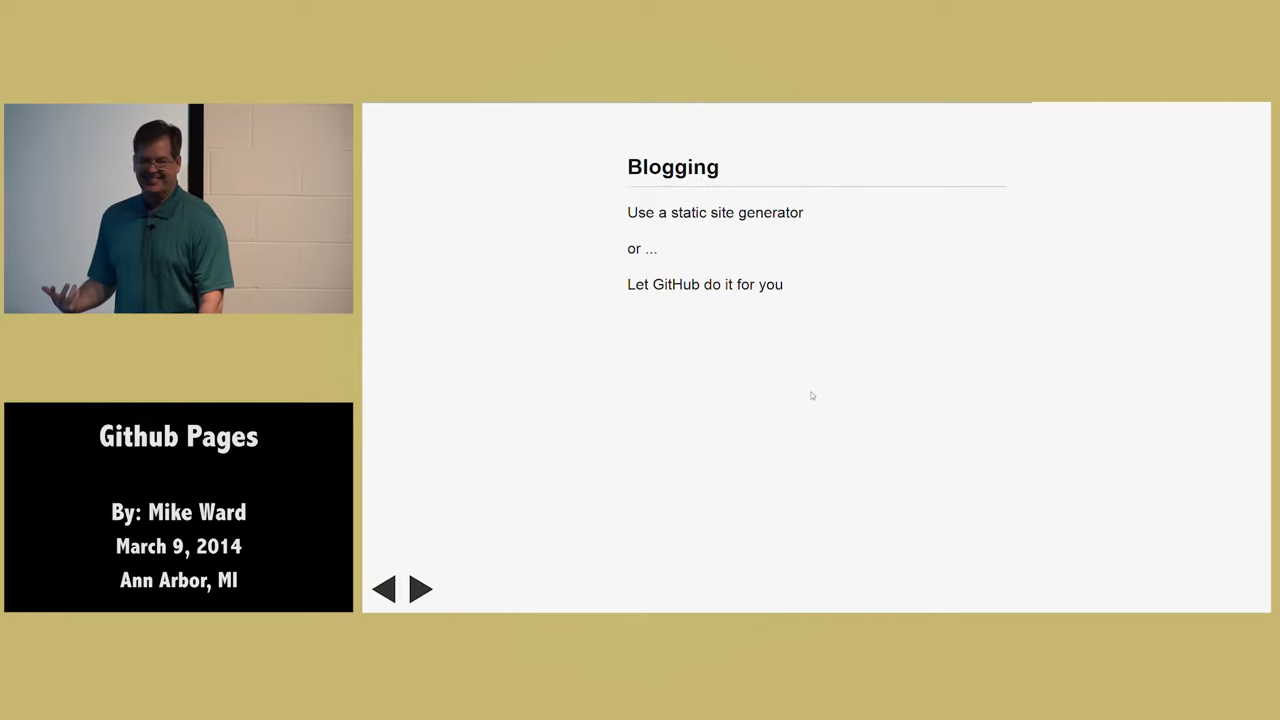 Blogging
Use a static site generator
or ...
Let GitHub do it for you
Github Pages
By: Mike Ward
March 9, 2014
Ann Arbor, MI